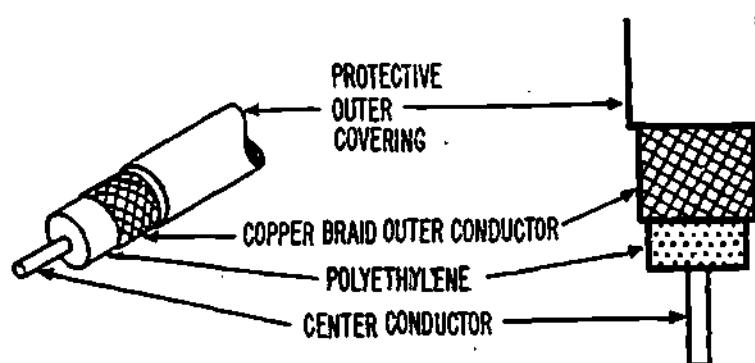 PROTECTIVE
OUTER
COVERING
COPPER BRAID OUTER CONDUCTOR
POLYETHYLENE
CENTER CONDUCTOR